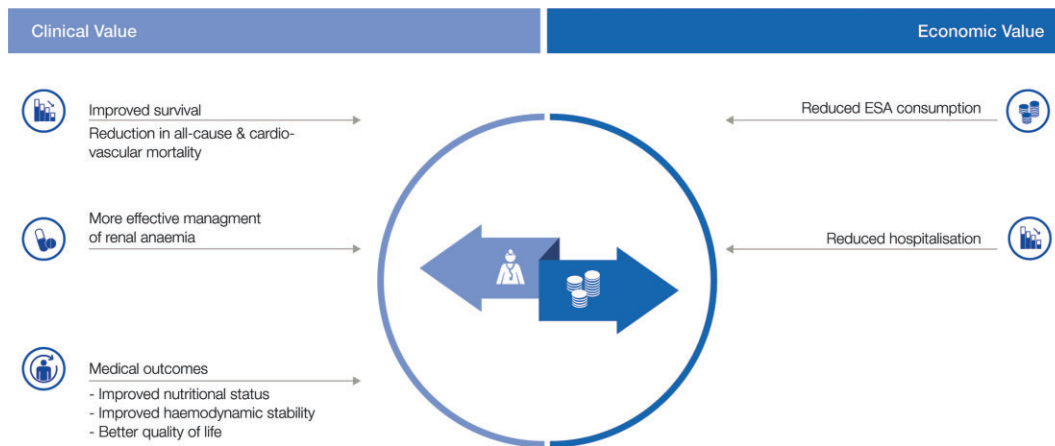 Clinical Value
Economic Value
Improved survival
Reduction in all-cause & cardio-
vascular mortality
More effective managment
of renal anaemia
Medical outcomes
- Improved nutritional status
- Improved haemodynamic stability
- Better quality of life
Reduced ESA consumption
Reduced hospitalisation